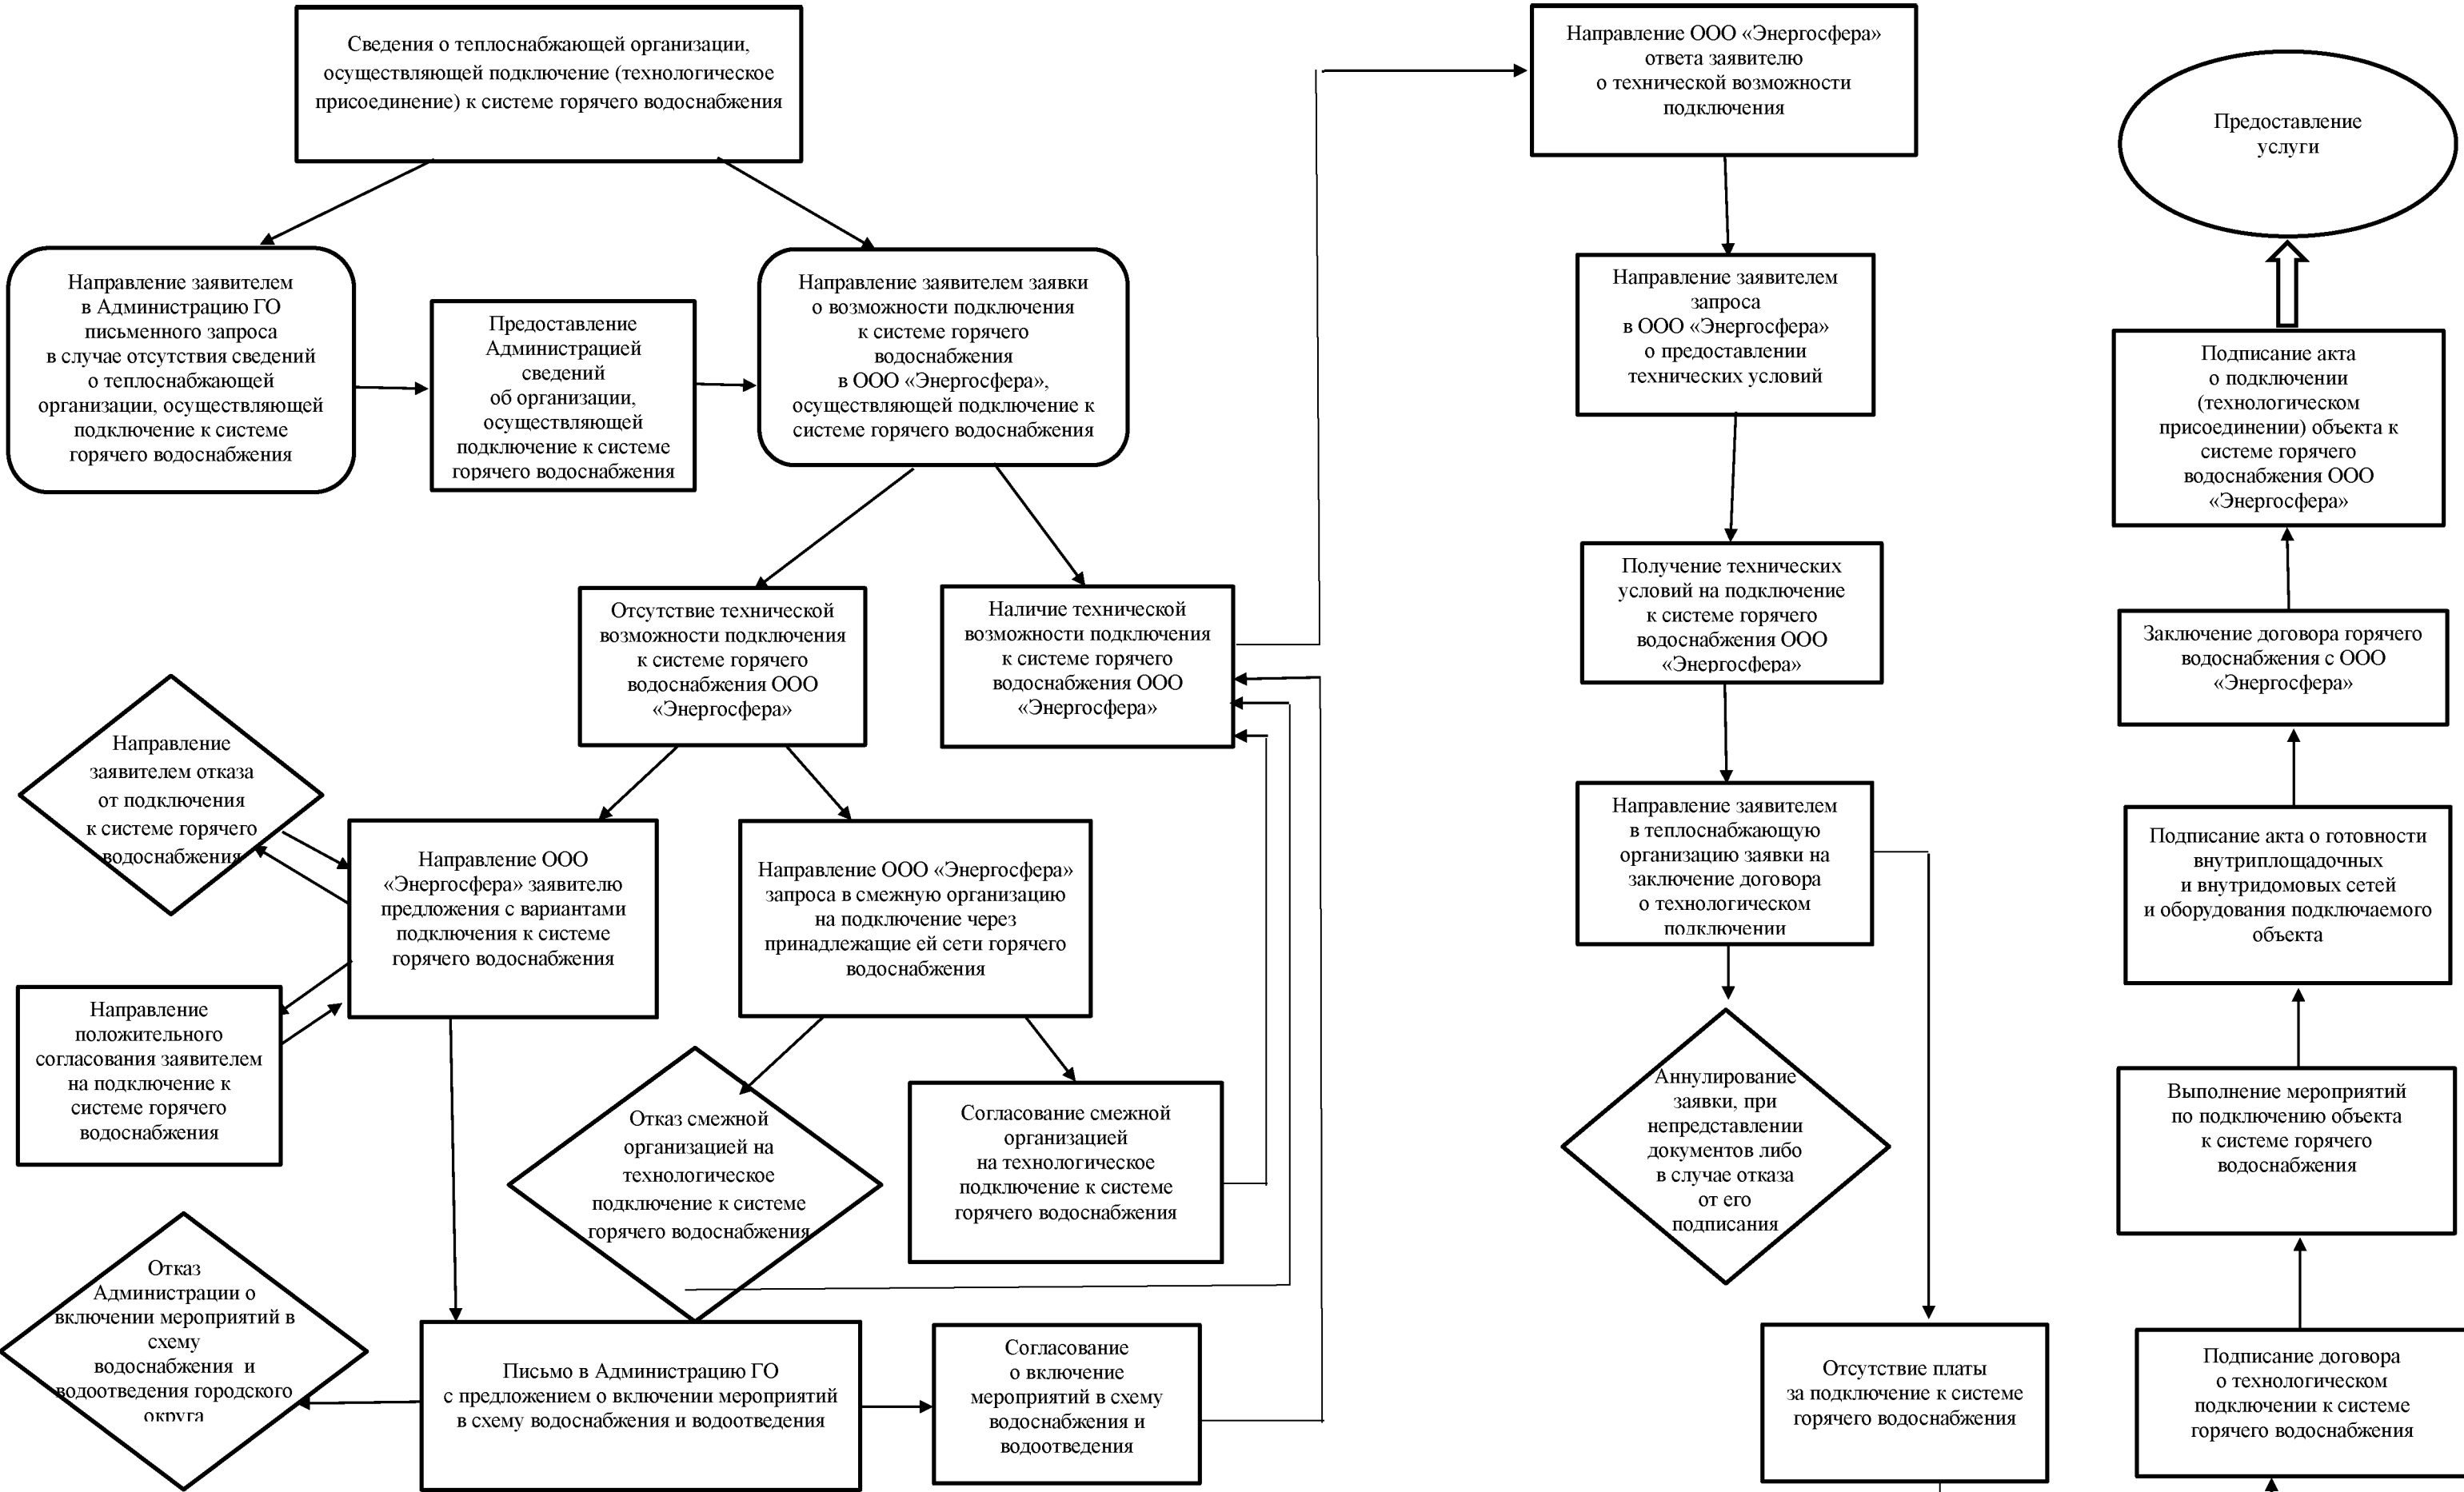 Сведения о теплоснабжающей организации,
осуществляющей подключение (технологическое
присоединение) к системе горячего водоснабжения
Направление заявителем
в Администрацию ГО
письменного запроса
в случае отсутствия сведений
о теплоснабжающей
организации, осуществляющей
подключение к системе
горячего водоснабжения
Предоставление
Администрацией
сведений
об организации,
осуществляющей
подключение к системе
горячего водоснабжения
Направление заявителем заявки
о возможности подключения
к системе горячего
водоснабжения
в ООО «Энергосфера»,
осуществляющей подключение к
системе горячего водоснабжения
Отсутствие технической
возможности подключения
к системе горячего
водоснабжения ООО
«Энергосфера»
Наличие технической
возможности подключения
к системе горячего
водоснабжения ООО
«Энергосфера»
Направление
заявителем отказа
от подключения
к системе горячего
водоснабжения
Направление ООО
«Энергосфера» заявителю
предложения с вариантами
подключения к системе
горячего водоснабжения
Направление ООО «Энергосфера»
запроса в смежную организацию
на подключение через
принадлежащие ей сети горячего
водоснабжения
Направление
положительного
согласования заявителем
на подключение к
системе горячего
водоснабжения
Отказ смежной
организацией на
технологическое
подключение к системе
горячего водоснабжения
Согласование смежной
организацией
на технологическое
подключение к системе
горячего водоснабжения
Отказ
Администрации о
включении мероприятий в
схему
водоснабжения и
водоотведения городского
округа
Письмо в Администрацию ГО
с предложением о включении мероприятий
в схему водоснабжения и водоотведения
Согласование
о включение
мероприятий в схему
водоснабжения и
водоотведения
Направление ООО «Энергосфера»
ответа заявителю
о технической возможности
подключения
Направление заявителем
запроса
в ООО «Энергосфера»
о предоставлении
технических условий
Получение технических
условий на подключение
к системе горячего
водоснабжения ООО
«Энергосфера»
Направление заявителем
в теплоснабжающую
организацию заявки на
заключение договора
о технологическом
подключении
Аннулирование
заявки, при
непредставлении
документов либо
в случае отказа
от его
подписания
Отсутствие платы
за подключение к системе
горячего водоснабжения
Предоставление
услуги
Подписание акта
о подключении
(технологическом
присоединении) объекта к
системе горячего
водоснабжения ООО
«Энергосфера»
Заключение договора горячего
водоснабжения с ООО
«Энергосфера»
Подписание акта о готовности
внутриплощадочных
и внутридомовых сетей
и оборудования подключаемого
объекта
Выполнение мероприятий
по подключению объекта
к системе горячего
водоснабжения
Подписание договора
о технологическом
подключении к системе
горячего водоснабжения